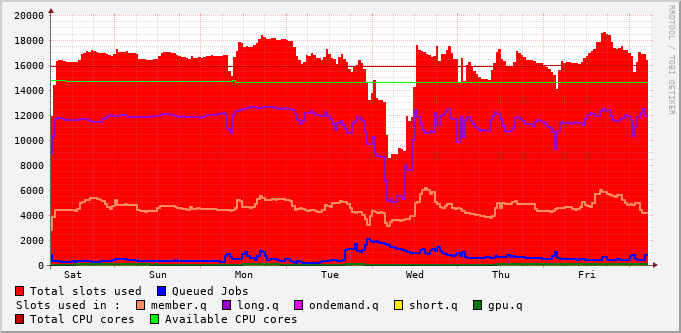 20000
18000
16000
14000
12000
10000
8000
6000
4000
2000
0
Sat Sun Mon Tue Wed Thu Fri
RRDTOOL / TOBI OETIKER
Total slots used Queued Jobs
Slots used in : member.q long.q ondemand.q short.q gpu.q
Total CPU cores Available CPU cores